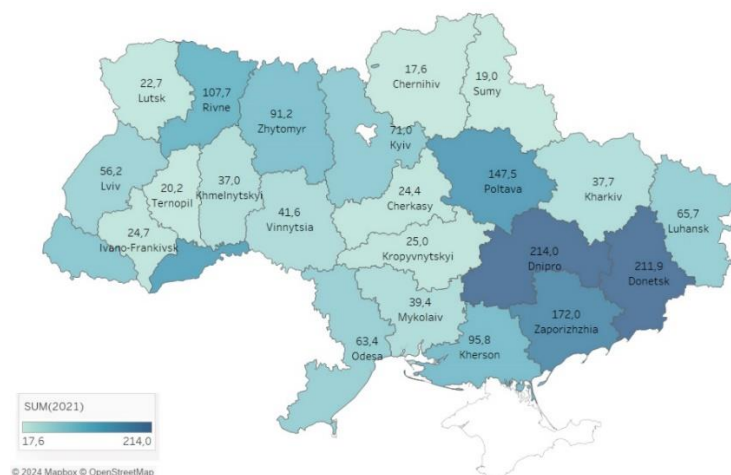 17,6
Chernihiv
19,0
Sumy
22,7
Lutsk
107,7
Rivne
91,2
Zhytomyr
71,0
Kyiv
147,5
Poltava
37,7
Kharkiv
65,7
Luhansk
56,2
Lviv
20,2
Ternopil
37,0
Khmelnytskyi
41,6
Vinnytsia
24,4
Cherkasy
24,7
Ivano-Frankivsk
25,0
Kropyvnytskyi
214,0
Dnipro
211,9
Donetsk
39,4
Mykolaiv
172,0
Zaporizhzhia
63,4
Odesa
95,8
Kherson
SUM(2021)
17,6 214,0
© 2024 Mapbox © OpenStreetMap